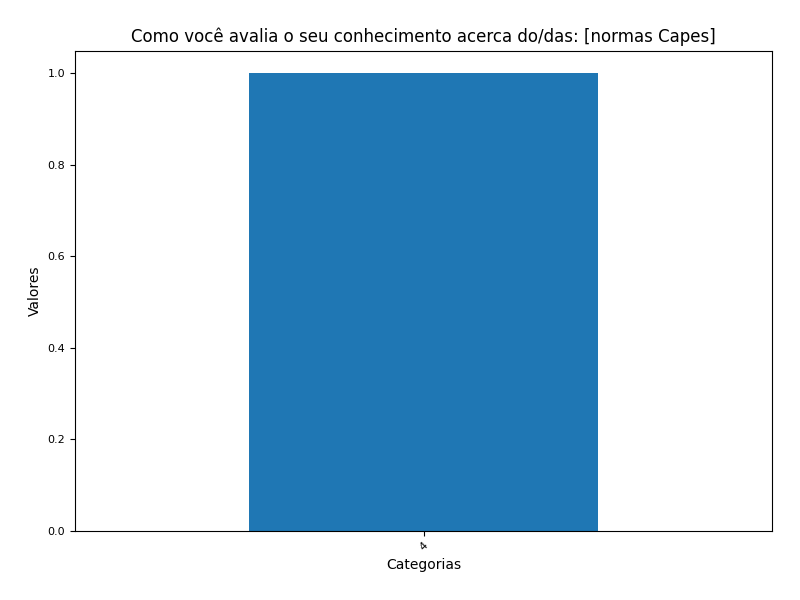 Como você avalia o seu conhecimento acerca do/das: [normas Capes]
1.0
0.8
0.6
0.4
0.2
0.0
Valores
4
Categorias